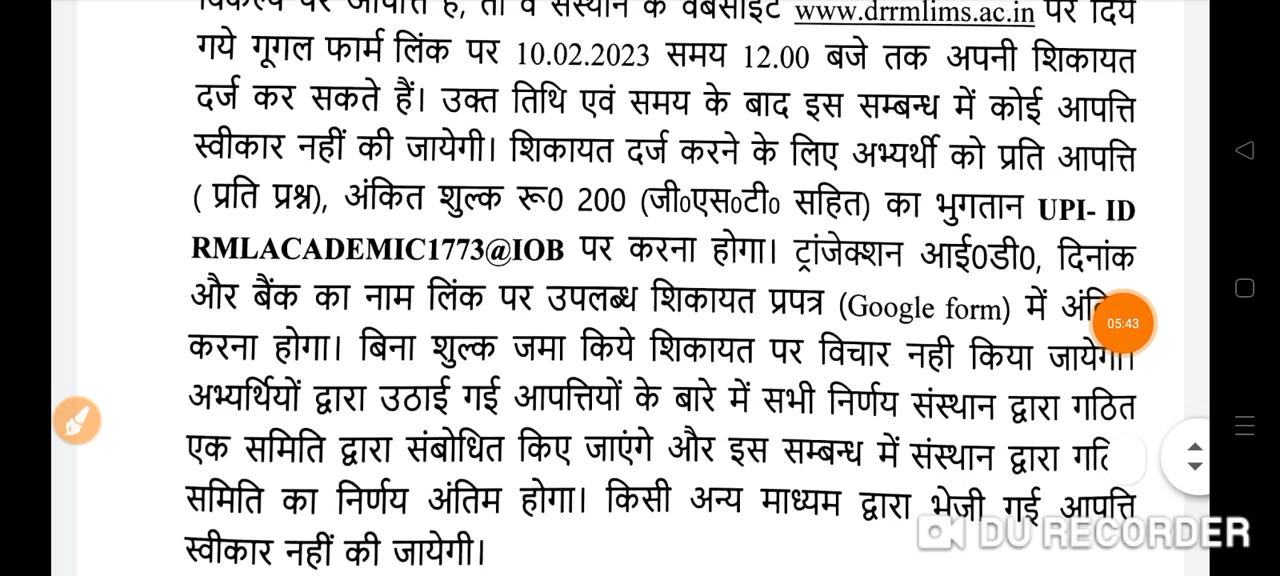 विकल्प पर आपत्ति है, तो वे संस्थान के वेबसाइट www.drrmlims.ac.in पर दिये
गये गूगल फार्म लिंक पर 10.02.2023 समय 12.00 बजे तक अपनी शिकायत
दर्ज कर सकते हैं। उक्त तिथि एवं समय के बाद इस सम्बन्ध में कोई आपत्ति
स्वीकार नहीं की जायेगी। शिकायत दर्ज करने के लिए अभ्यर्थी को प्रति आपत्ति
( प्रति प्रश्न), अंकित शुल्क रू0 200 (जी0एस0टी0 सहित) का भुगतान UPI- ID
RMLACADEMIC1773@IOB पर करना होगा। ट्रांजेक्शन आई0डी0, दिनांक
और बैंक का नाम लिंक पर उपलब्ध शिकायत प्रपत्र (Google form) में
05:43
करना होगा। बिना शुल्क जमा किये शिकायत पर विचार नही किया जायेगा।
अभ्यर्थियों द्वारा उठाई गई आपत्तियों के बारे में सभी निर्णय संस्थान द्वारा गठित
एक समिति द्वारा संबोधित किए जाएंगे और इस सम्बन्ध में संस्थान द्वारा
समिति का निर्णय अंतिम होगा। किसी अन्य माध्यम द्वारा भेजी गई आपत्ति
DU RECORDER
स्वीकार नहीं की जायेगी।